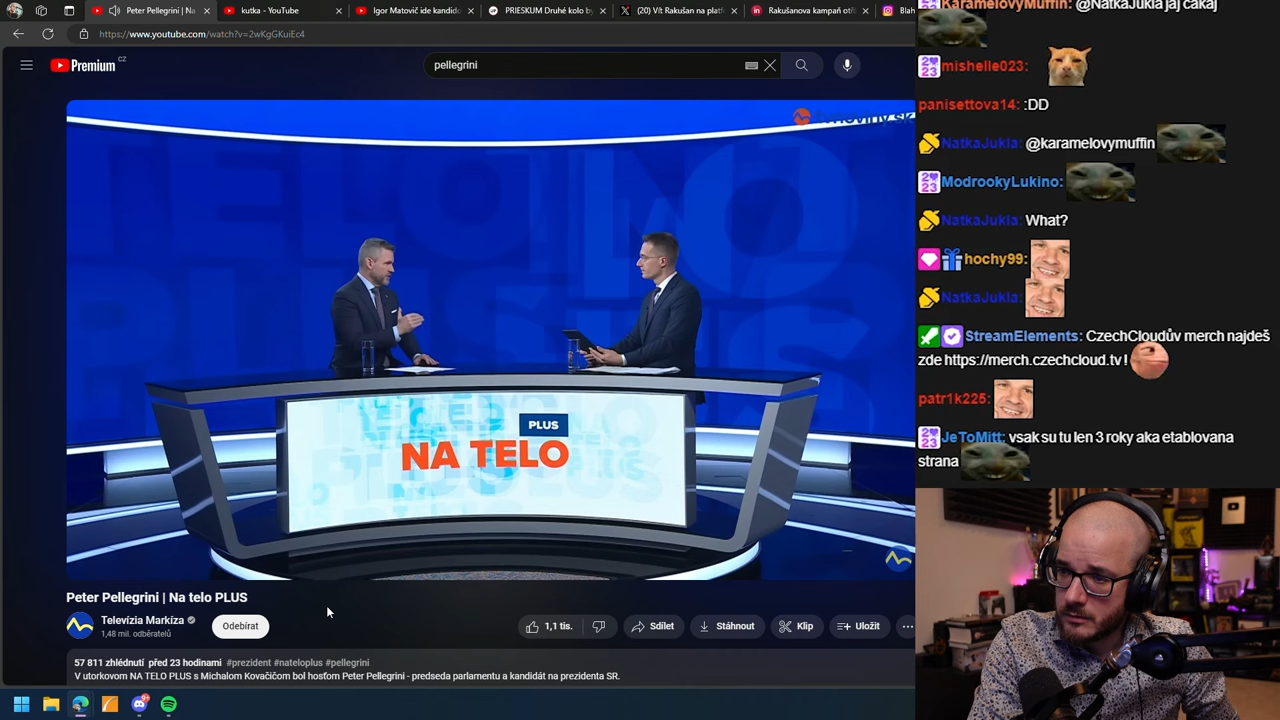 Peter Pellegrini | Na
kutka - YouTube
Igor Matovič ide kandido
PRIESKUM Druhé kolo by
(20) Vít Rakušan na platfo
Rakušanova kampaň otř
Blah
https://www.youtube.com/watch?v=2wKgGKuiEc4
Premium CZ
pellegrini
NA TELO
PLUS
Peter Pellegrini | Na telo PLUS
Televízia Markíza
1,48 mil. odběratelů
Odebírat
1,1 tis.
Sdílet
Stáhnout
Klip
Uložit
57 811 zhlédnutí před 23 hodinami #prezident #nateloplus #pellegrini
V utorkovom NA TELO PLUS s Michalom Kovačičom bol hosťom Peter Pellegrini - predseda parlamentu a kandidát na prezidenta SR.
KaramelovyMuffin: @NatkaJukla jaj cakaj
mishelle023:
panisettova14: :DD
NatkaJukla: @karamelovymuffin
ModrookyLukino:
NatkaJukla: What?
hochy99:
NatkaJukla:
StreamElements: CzechCloudův merch najdeš
zde https://merch.czechcloud.tv !
patr1k225:
JeToMitt: vsak su tu len 3 roky aka etablovana
strana